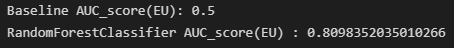 Baseline AUC_score(EU): 0.5
RandomForestClassifier AUC_score(EU) : 0.8098352035010266